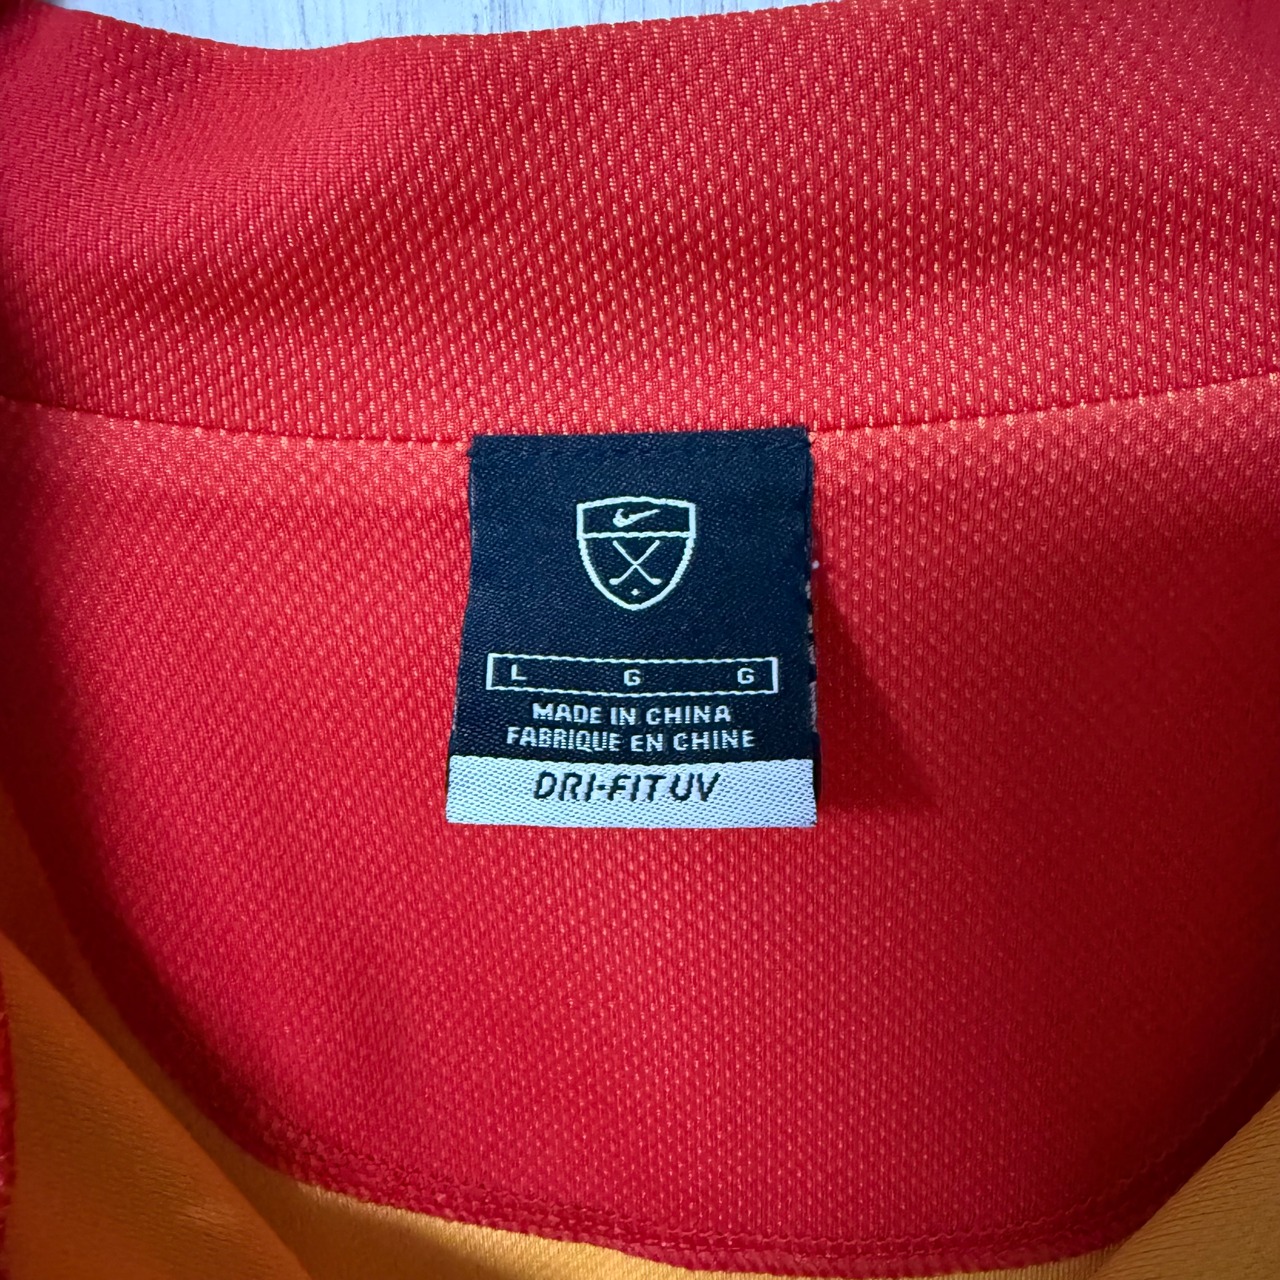 L G G
MADE IN CHINA
FABRIQUE EN CHINE
DRI-FIT UV